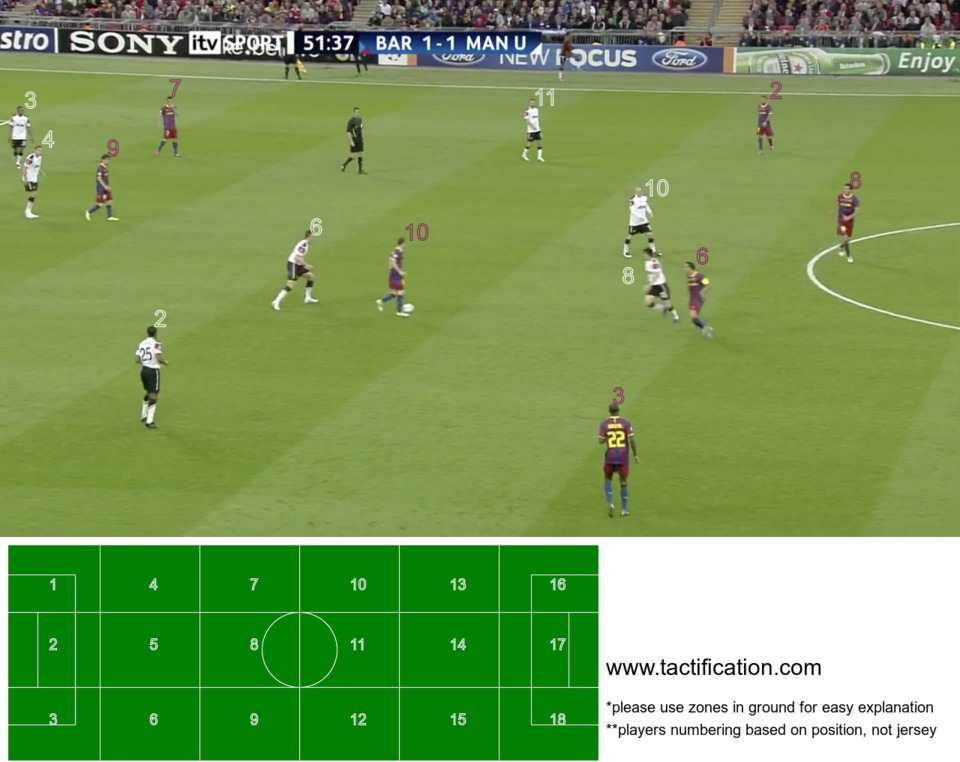 stro SONY itv SPORT 51:37 BAR 1-1 MAN U Ford NEW FOCUS Ford Heineken Enjoy
3 7 11 2
4 9 10 8
6 10 8 6
2
25
3
22
1 4 7 10 13 16
2 5 8 11 14 17
3 6 9 12 15 18
www.tactification.com
*please use zones in ground for easy explanation
**players numbering based on position, not jersey